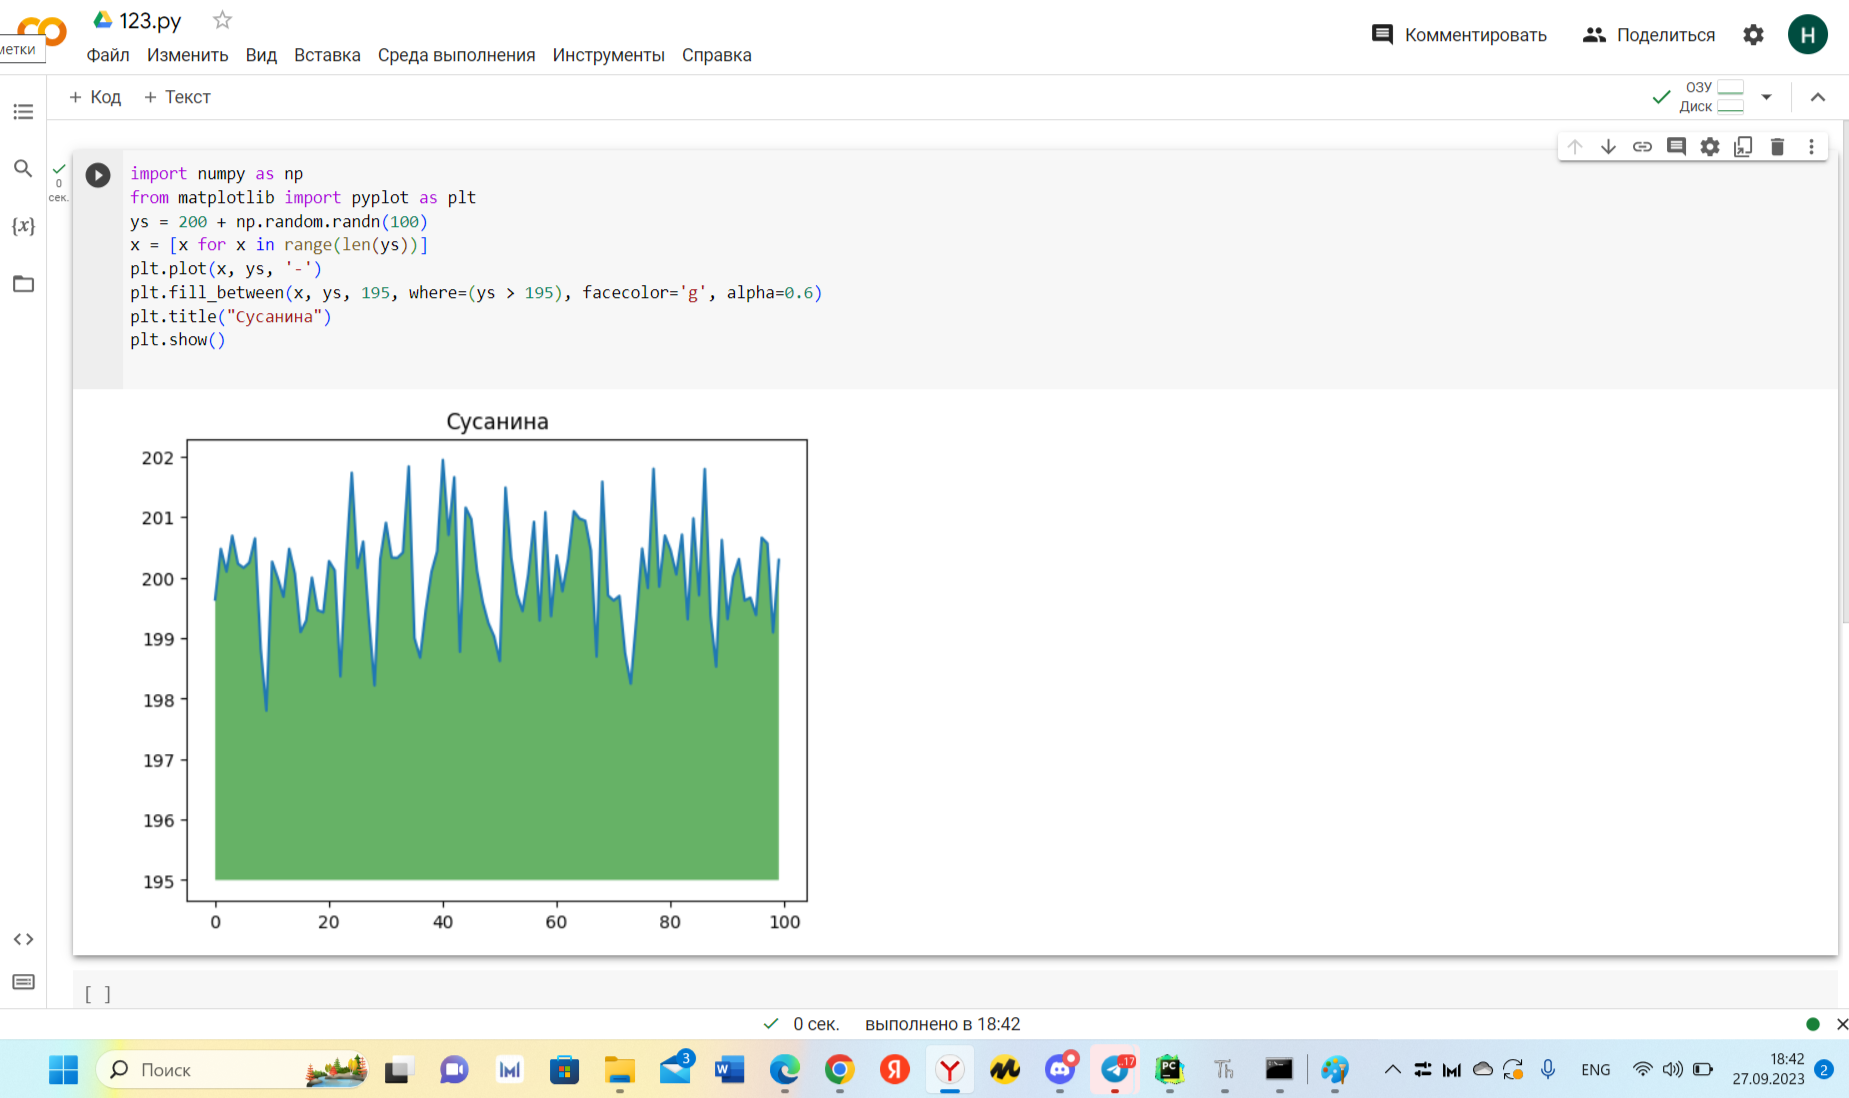 123.py
Комментировать
Поделиться
Н
метки
Файл Изменить Вид Вставка Среда выполнения Инструменты Справка
+ Код + Текст
ОЗУ
Диск
{x}
0
сек.
import numpy as np
from matplotlib import pyplot as plt
ys = 200 + np.random.randn(100)
x = [x for x in range(len(ys))]
plt.plot(x, ys, '-')
plt.fill_between(x, ys, 195, where=(ys > 195), facecolor='g', alpha=0.6)
plt.title("Сусанина")
plt.show()
Сусанина
202
201
200
199
198
197
196
195
0 20 40 60 80 100
[ ]
0 сек. выполнено в 18:42
Поиск
3
W
Я
Y
17
PC
Th
ENG
18:42
27.09.2023
2